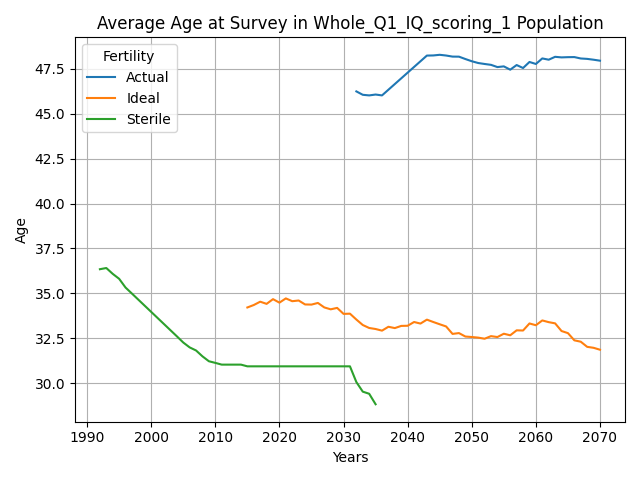 Average Age at Survey in Whole_Q1_IQ_scoring_1 Population
Fertility
Actual
Ideal
Sterile
Age
47.5
45.0
42.5
40.0
37.5
35.0
32.5
30.0
1990 2000 2010 2020 2030 2040 2050 2060 2070
Years